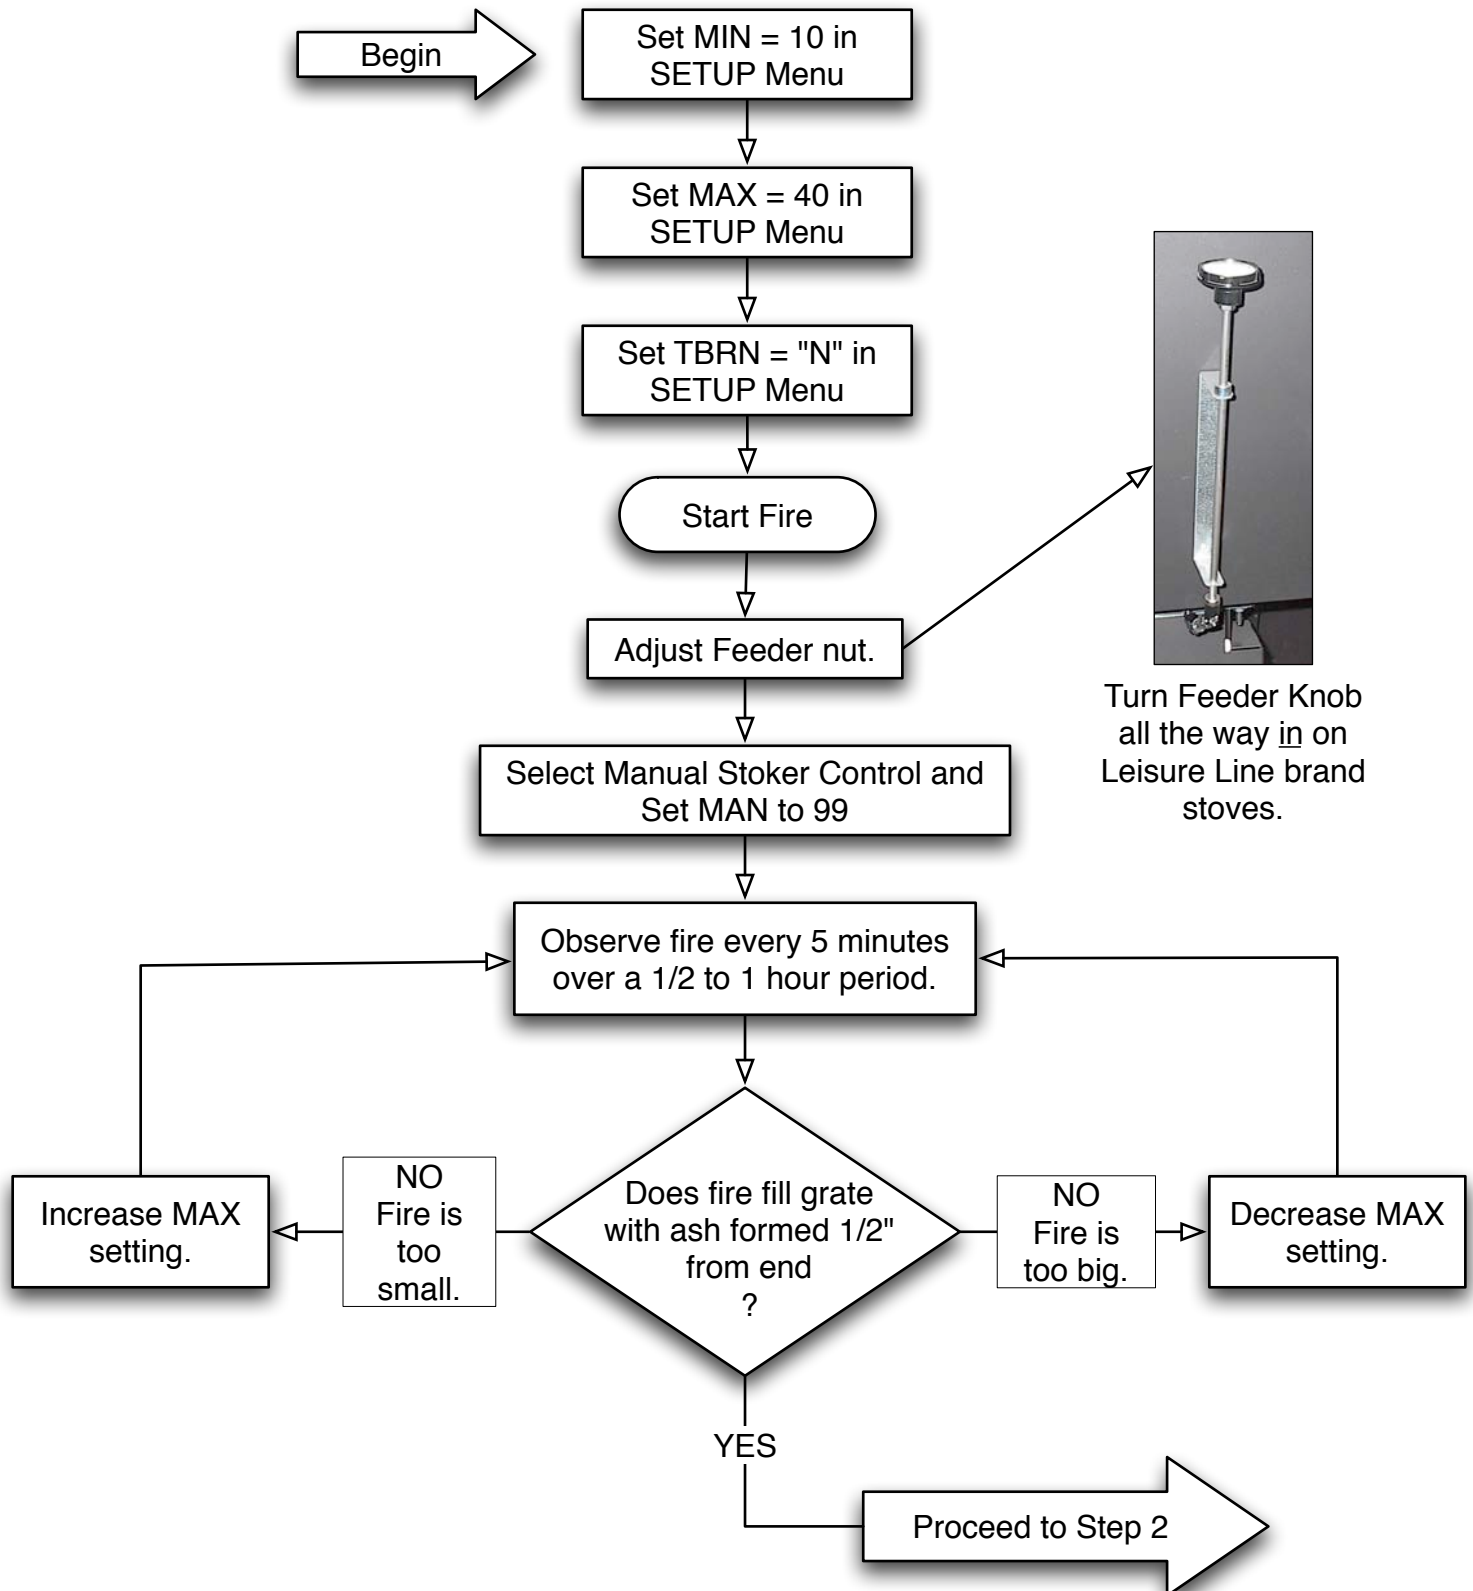 Begin
Set MIN = 10 in
SETUP Menu
Set MAX = 40 in
SETUP Menu
Set TBRN = "N" in
SETUP Menu
Start Fire
Adjust Feeder nut.
Turn Feeder Knob
all the way in on
Leisure Line brand
stoves.
Select Manual Stoker Control and
Set MAN to 99
Observe fire every 5 minutes
over a 1/2 to 1 hour period.
Does fire fill grate
with ash formed 1/2"
from end
?
NO
Fire is
too
small.
Increase MAX
setting.
NO
Fire is
too big.
Decrease MAX
setting.
YES
Proceed to Step 2